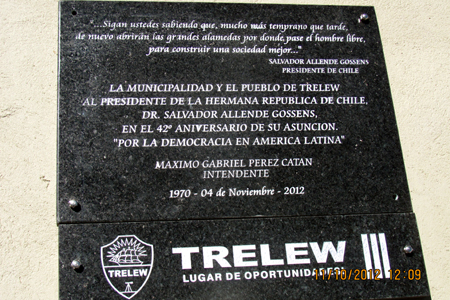 "...Sigan ustedes sabiendo que, mucho más temprano que tarde,
de nuevo abrirán las grandes alamedas por donde pase el hombre libre,
para construir una sociedad mejor..."
SALVADOR ALLENDE GOSSENS
PRESIDENTE DE CHILE
LA MUNICIPALIDAD Y EL PUEBLO DE TRELEW
AL PRESIDENTE DE LA HERMANA REPUBLICA DE CHILE,
DR. SALVADOR ALLENDE GOSSENS,
EN EL 42º ANIVERSARIO DE SU ASUNCION.
"POR LA DEMOCRACIA EN AMERICA LATINA"
MAXIMO GABRIEL PEREZ CATAN
INTENDENTE
1970 - 04 de Noviembre - 2012
TRELEW
TRELEW
LUGAR DE OPORTUNIDADES
11/10/2012 12:09